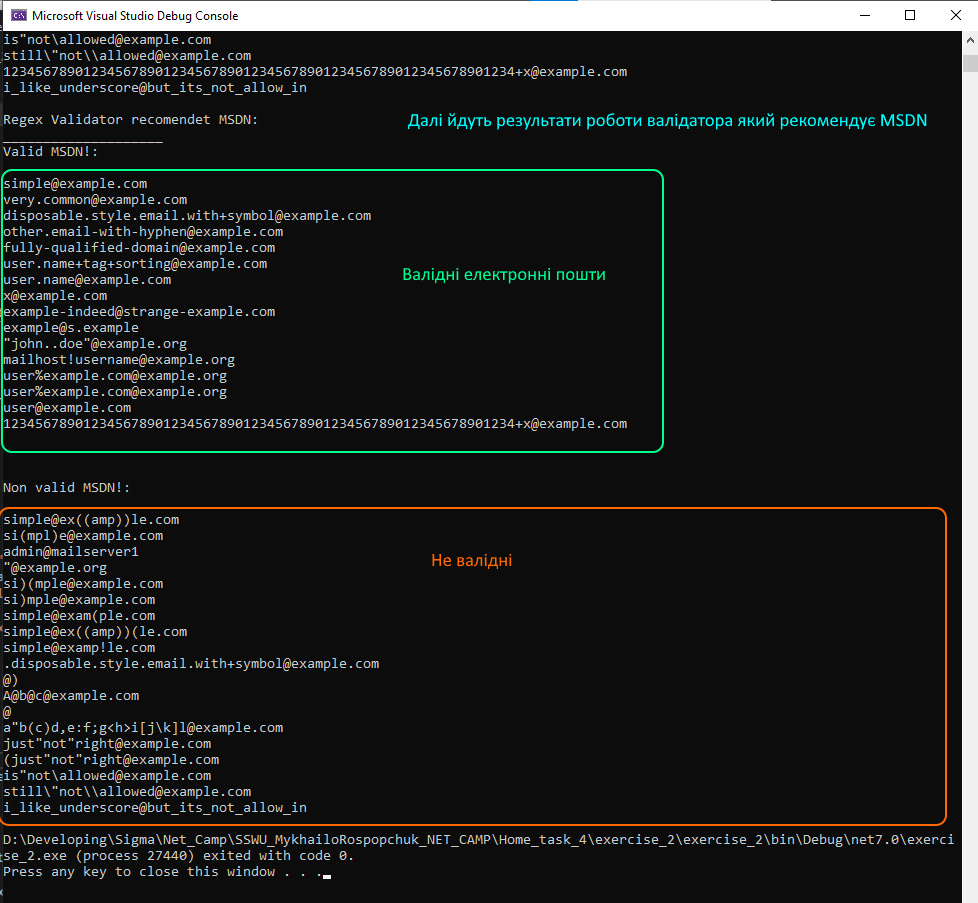 Microsoft Visual Studio Debug Console
is"not\allowed@example.com
still\"not\\allowed@example.com
1234567890123456789012345678901234567890123456789012345678901234+x@example.com
i_like_underscore@but_its_not_allow_in
Regex Validator recomendet MSDN:
Далі йдуть результати роботи валідатора який рекомендує MSDN
____________________
Valid MSDN!:
simple@example.com
very.common@example.com
disposable.style.email.with+symbol@example.com
other.email-with-hyphen@example.com
fully-qualified-domain@example.com
user.name+tag+sorting@example.com
Валідні електронні пошти
user.name@example.com
x@example.com
example-indeed@strange-example.com
example@s.example
"john..doe"@example.org
mailhost!username@example.org
user%example.com@example.org
user%example.com@example.org
user@example.com
1234567890123456789012345678901234567890123456789012345678901234+x@example.com
Non valid MSDN!:
simple@ex((amp))le.com
si(mpl)e@example.com
admin@mailserver1
Не валідні
"@example.org
si)(mple@example.com
si)mple@example.com
simple@exam(ple.com
simple@ex((amp))(le.com
simple@examp!le.com
.disposable.style.email.with+symbol@example.com
@)
A@b@c@example.com
@
a"b(c)d,e:f;g<h>i[j\k]l@example.com
just"not"right@example.com
(just"not"right@example.com
is"not\allowed@example.com
still\"not\\allowed@example.com
i_like_underscore@but_its_not_allow_in
D:\Developing\Sigma\Net_Camp\SSWU_MykhailoRospopchuk_NET_CAMP\Home_task_4\exercise_2\exercise_2\bin\Debug\net7.0\exerci
se_2.exe (process 27440) exited with code 0.
Press any key to close this window . . .